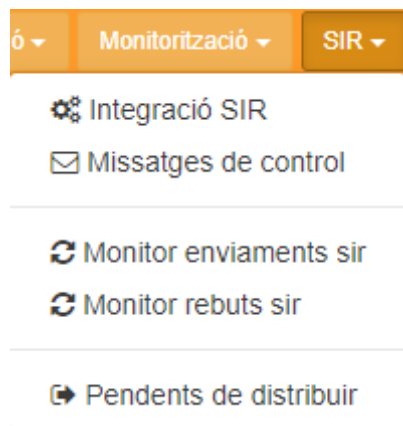 ó Monitorització SIR
Integració SIR
Missatges de control
Monitor enviaments sir
Monitor rebuts sir
Pendents de distribuir